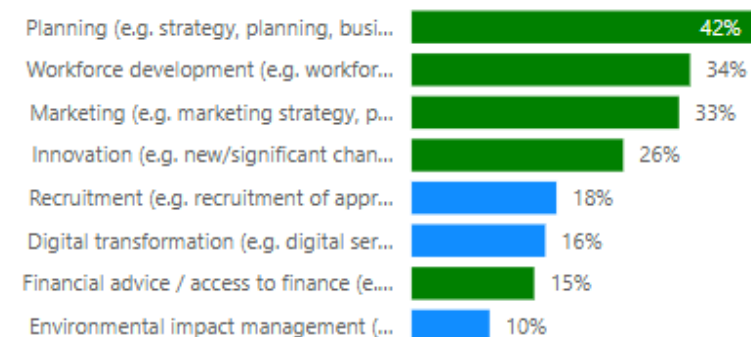 Planning (e.g. strategy, planning, busi... 42%
Workforce development (e.g. workfor... 34%
Marketing (e.g. marketing strategy, p... 33%
Innovation (e.g. new/significant chan... 26%
Recruitment (e.g. recruitment of appr... 18%
Digital transformation (e.g. digital ser... 16%
Financial advice / access to finance (e.... 15%
Environmental impact management (... 10%